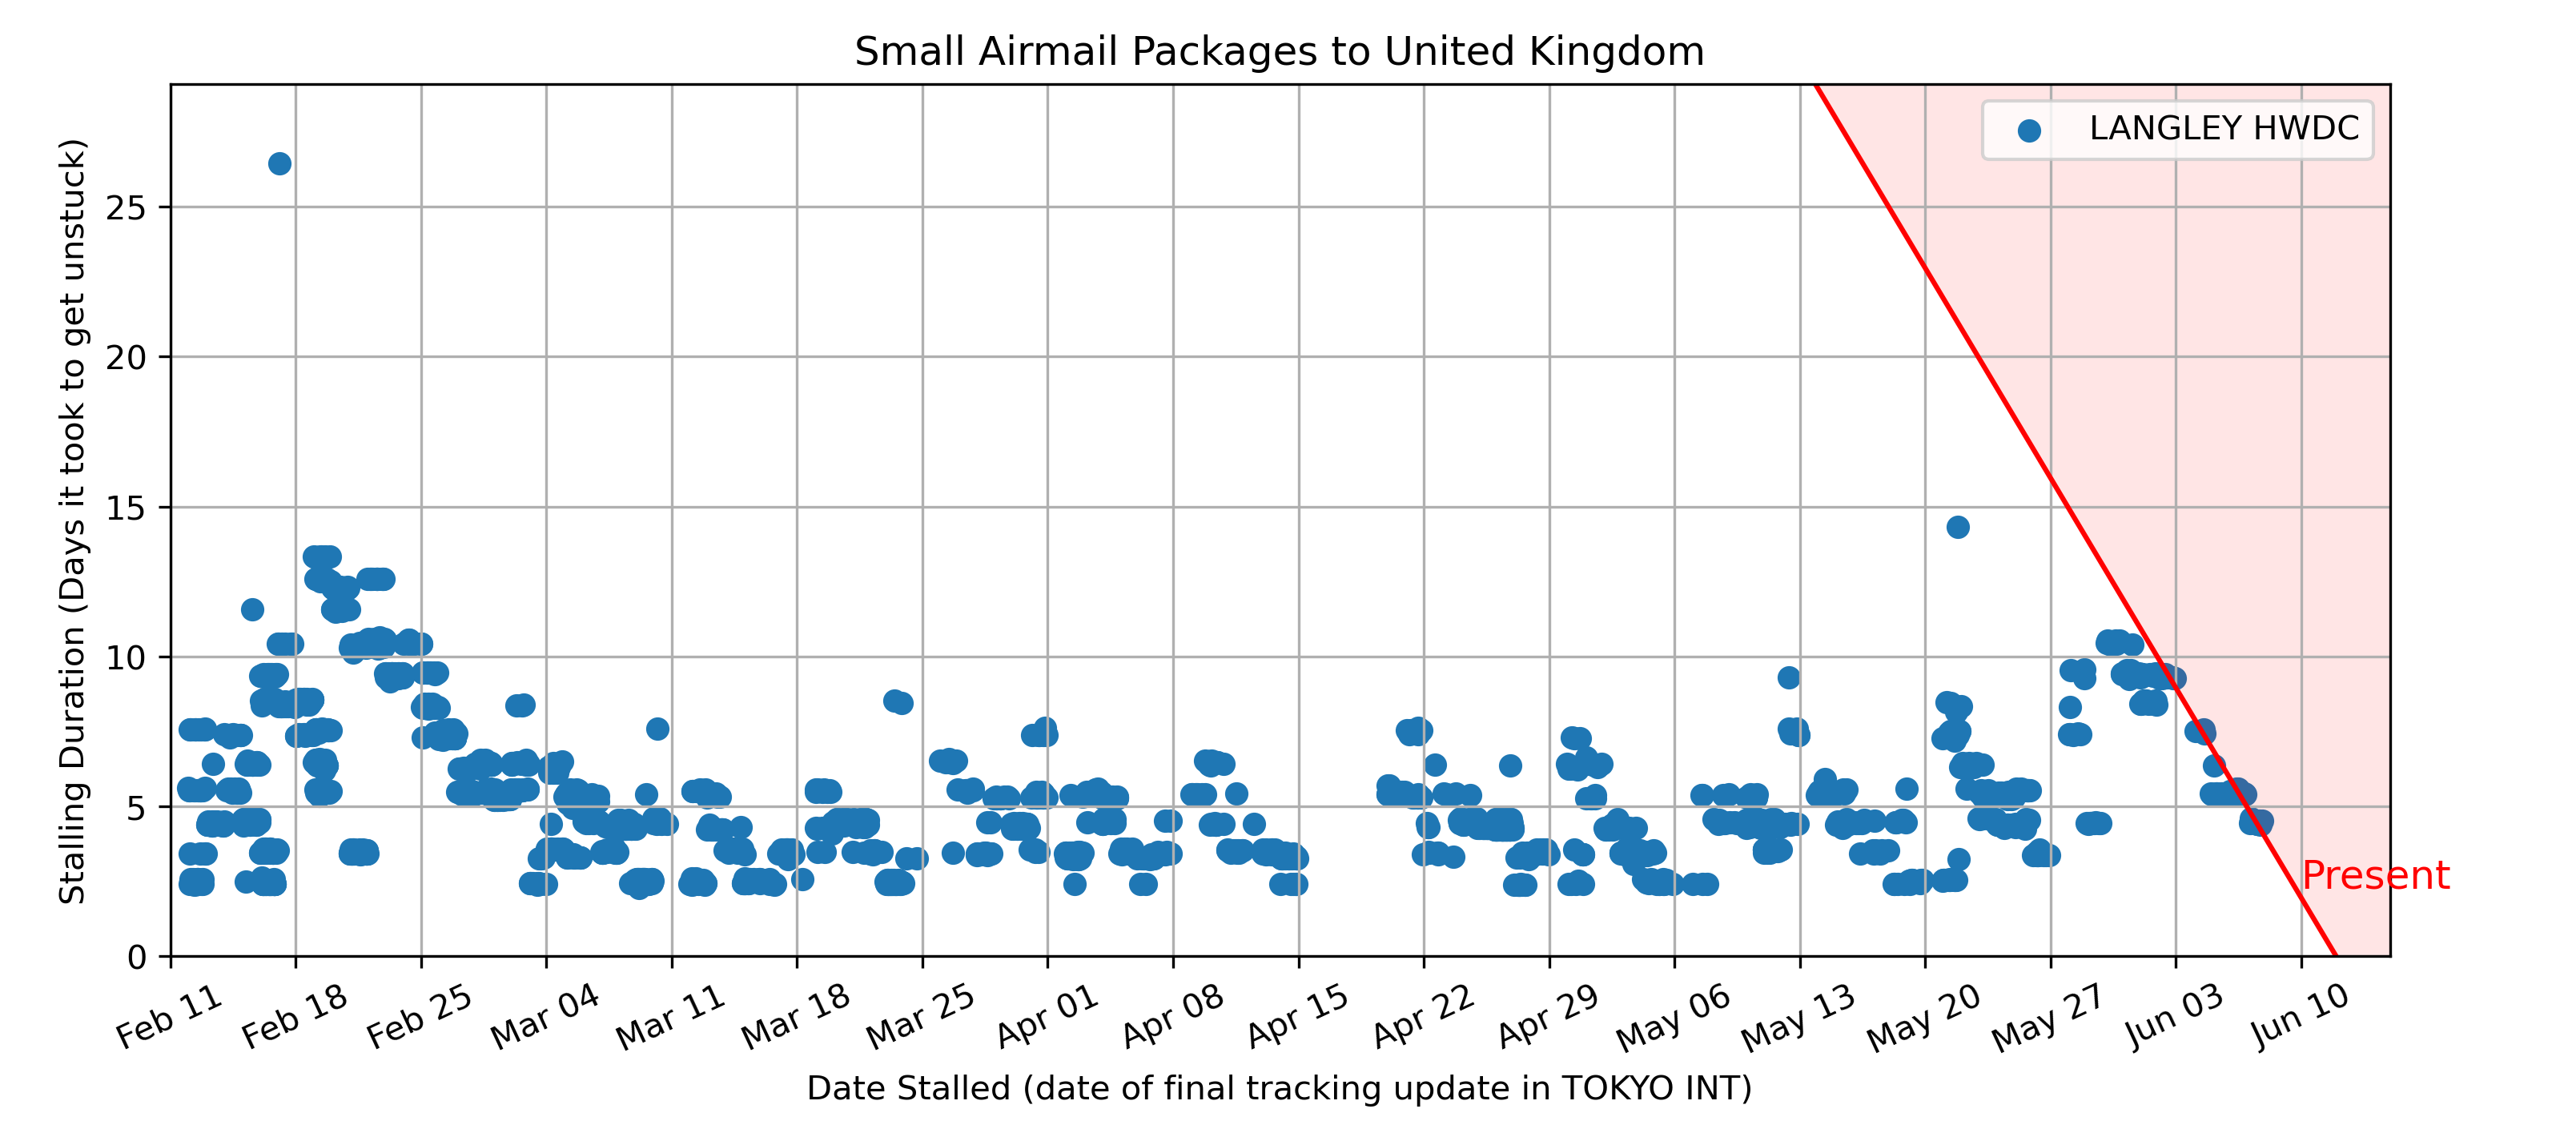 Small Airmail Packages to United Kingdom
LANGLEY HWDC
Stalling Duration (Days it took to get unstuck)
25
20
15
10
5
0
Present
Feb 11
Feb 18
Feb 25
Mar 04
Mar 11
Mar 18
Mar 25
Apr 01
Apr 08
Apr 15
Apr 22
Apr 29
May 06
May 13
May 20
May 27
Jun 03
Jun 10
Date Stalled (date of final tracking update in TOKYO INT)